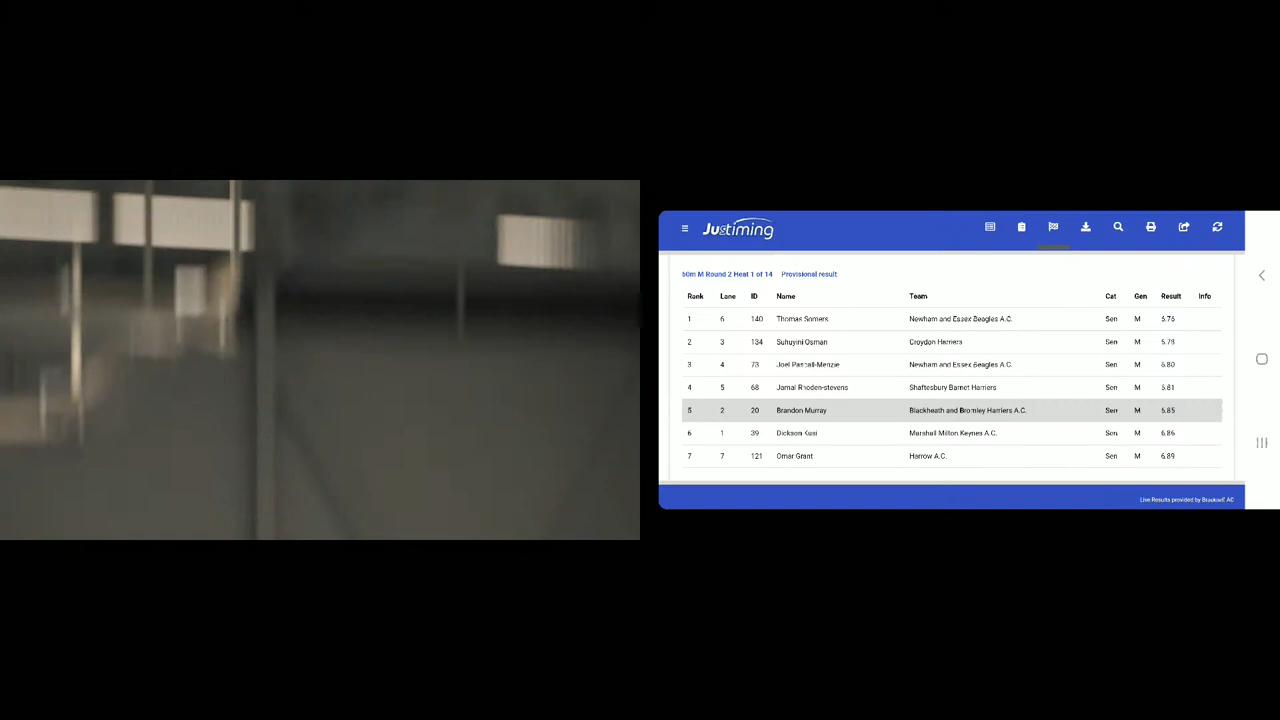 Justiming
60m M Round 2 Heat 1 of 14 Provisional result
Rank Lane ID Name Team Cat Gen Result Info
1 6 140 Thomas Somers Newham and Essex Beagles A.C. Sen M 6.76
2 3 134 Suhuyini Osman Croydon Harriers Sen M 6.78
3 4 73 Joel Pascall-Menzie Newham and Essex Beagles A.C. Sen M 6.80
4 5 68 Jamal Rhoden-stevens Shaftesbury Barnet Harriers Sen M 6.81
5 2 20 Brandon Murray Blackheath and Bromley Harriers A.C. Sen M 6.85
6 1 39 Dickson Kusi Marshall Milton Keynes A.C. Sen M 6.86
7 7 121 Omar Grant Harrow A.C. Sen M 6.89
Live Results provided by Bracknell AC